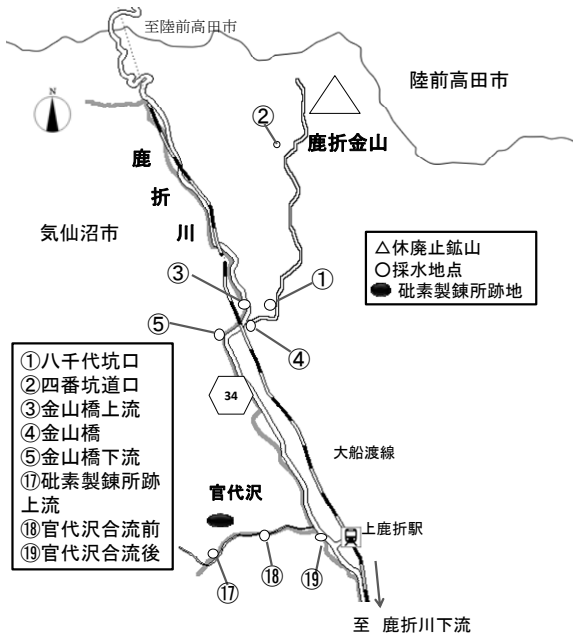 至陸前高田市
陸前高田市
N
②
鹿折金山
鹿
折
川
気仙沼市
△休廃止鉱山
○採水地点
砒素製錬所跡地
③
①
⑤
④
①八千代坑口
②四番坑道口
③金山橋上流
④金山橋
⑤金山橋下流
⑰砒素製錬所跡
上流
⑱官代沢合流前
⑲官代沢合流後
34
大船渡線
官代沢
上鹿折駅
⑰
⑱
⑲
至 鹿折川下流